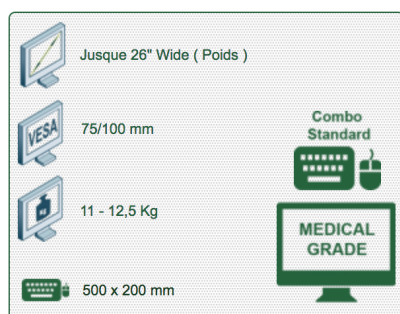 Jusque 26" Wide ( Poids )
VESA
75/100 mm
Combo
Standard
KG
11 - 12,5 Kg
MEDICAL
GRADE
500 x 200 mm